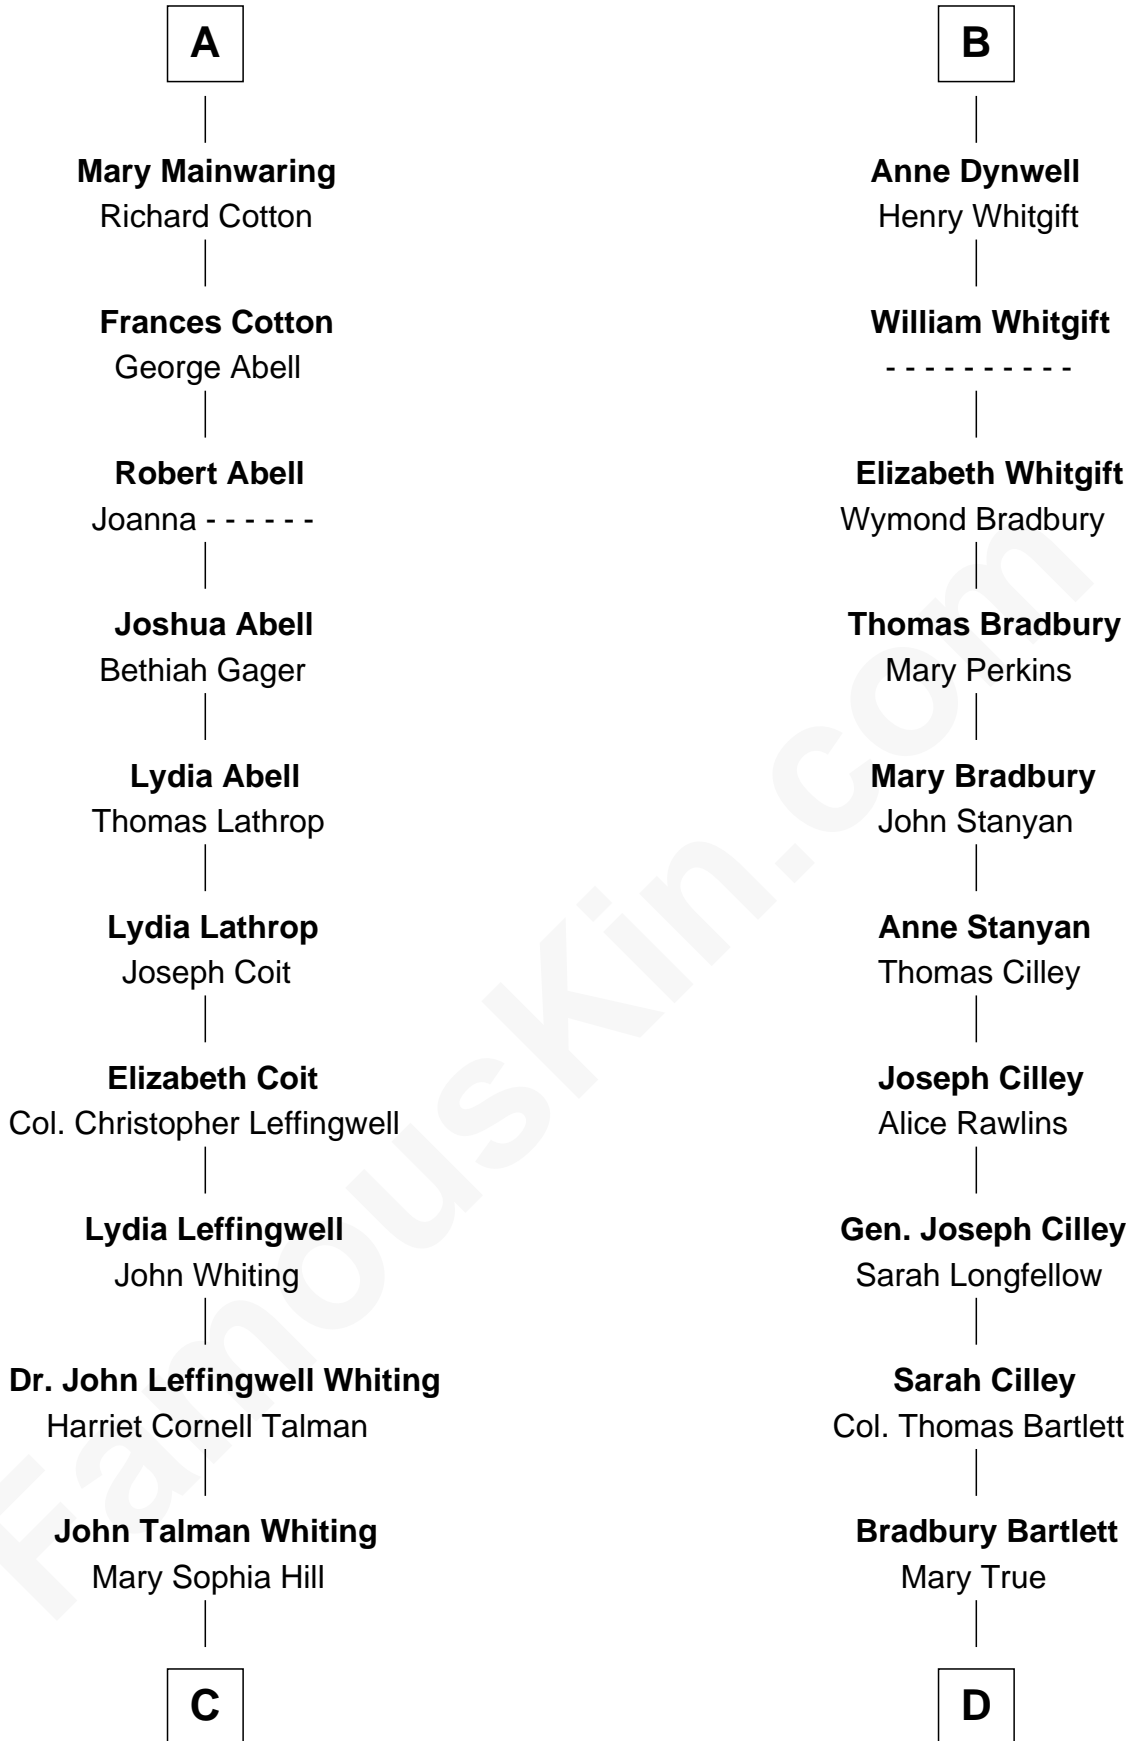 A
Mary Mainwaring
Richard Cotton
Frances Cotton
George Abell
Robert Abell
Joanna - - - - - -
Joshua Abell
Bethiah Gager
Lydia Abell
Thomas Lathrop
Lydia Lathrop
Joseph Coit
Elizabeth Coit
Col. Christopher Leffingwell
Lydia Leffingwell
John Whiting
Dr. John Leffingwell Whiting
Harriet Cornell Talman
John Talman Whiting
Mary Sophia Hill
C
B
Anne Dynwell
Henry Whitgift
William Whitgift
- - - - - - - - - -
Elizabeth Whitgift
Wymond Bradbury
Thomas Bradbury
Mary Perkins
Mary Bradbury
John Stanyan
Anne Stanyan
Thomas Cilley
Joseph Cilley
Alice Rawlins
Gen. Joseph Cilley
Sarah Longfellow
Sarah Cilley
Col. Thomas Bartlett
Bradbury Bartlett
Mary True
D
FamousKin.com